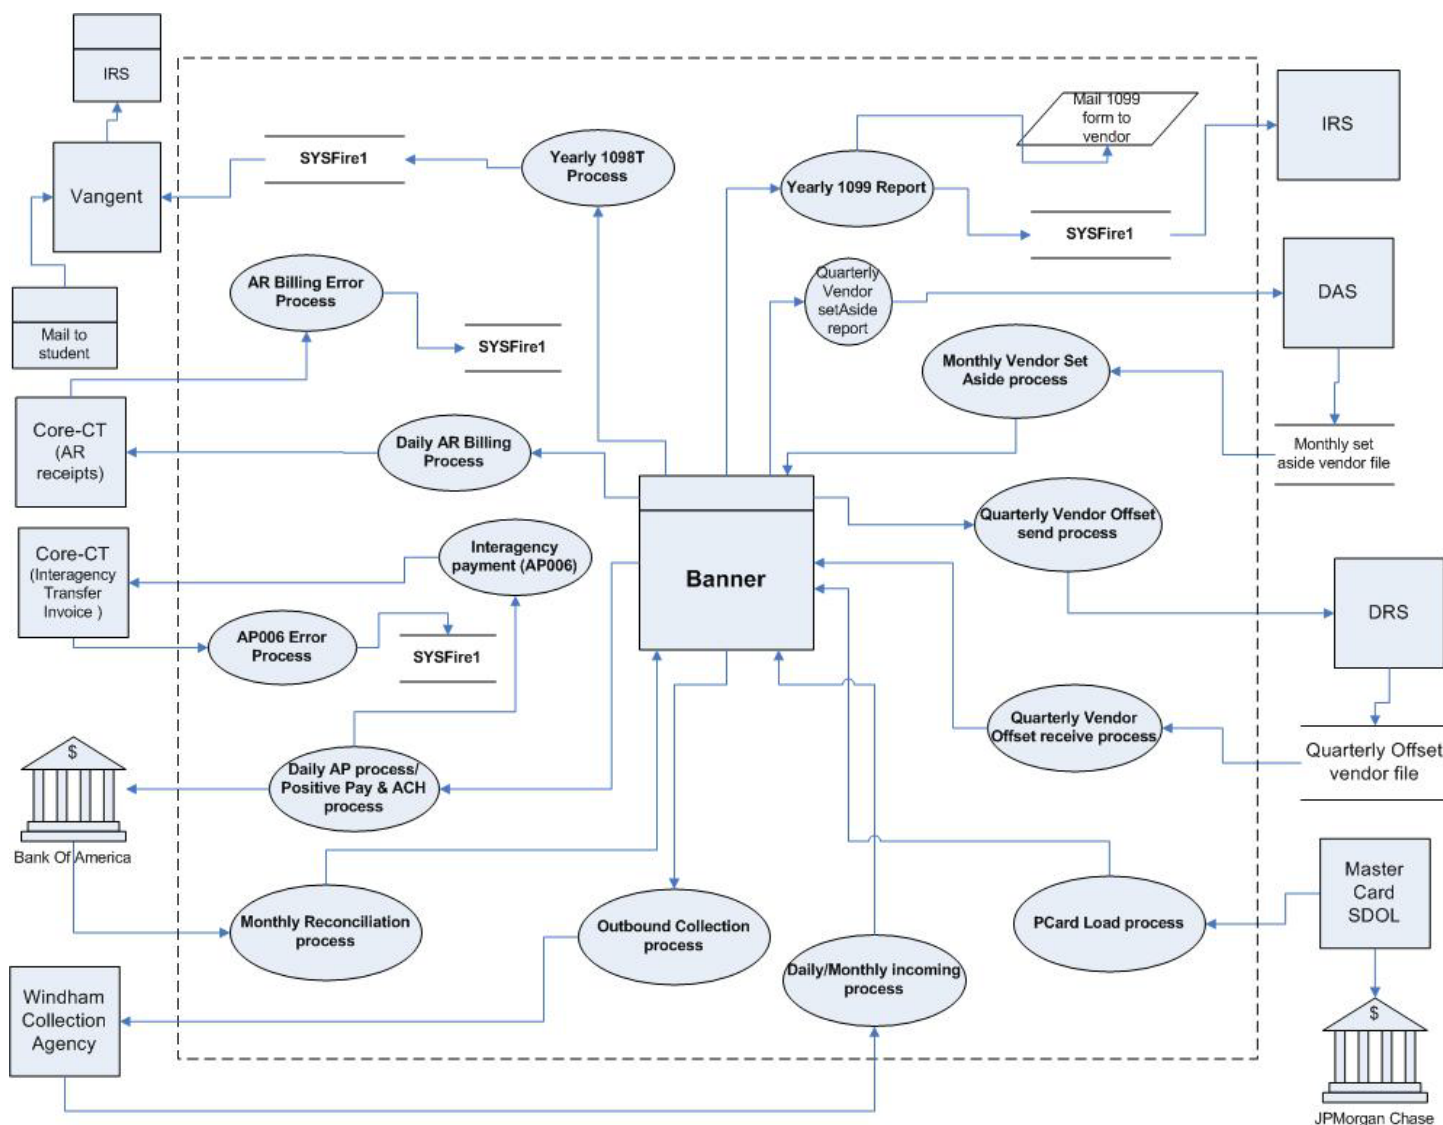 IRS
Vangent
Mail to
student
SYSFire1
Yearly 1098T
Process
Mail 1099
form to
vendor
IRS
Yearly 1099 Report
SYSFire1
AR Billing Error
Process
SYSFire1
Quarterly
Vendor
setAside
report
DAS
Monthly Vendor Set
Aside process
Monthly set
aside vendor file
Core-CT
(AR
receipts)
Daily AR Billing
Process
Core-CT
(Interagency
Transfer
Invoice )
Interagency
payment (AP006)
Banner
Quarterly Vendor Offset
send process
DRS
AP006 Error
Process
SYSFire1
Quarterly Vendor
Offset receive process
Quarterly Offset
vendor file
$
Bank Of America
Daily AP process/
Positive Pay & ACH
process
Monthly Reconciliation
process
Outbound Collection
process
PCard Load process
Master
Card
SDOL
Daily/Monthly incoming
process
Windham
Collection
Agency
$
JPMorgan Chase